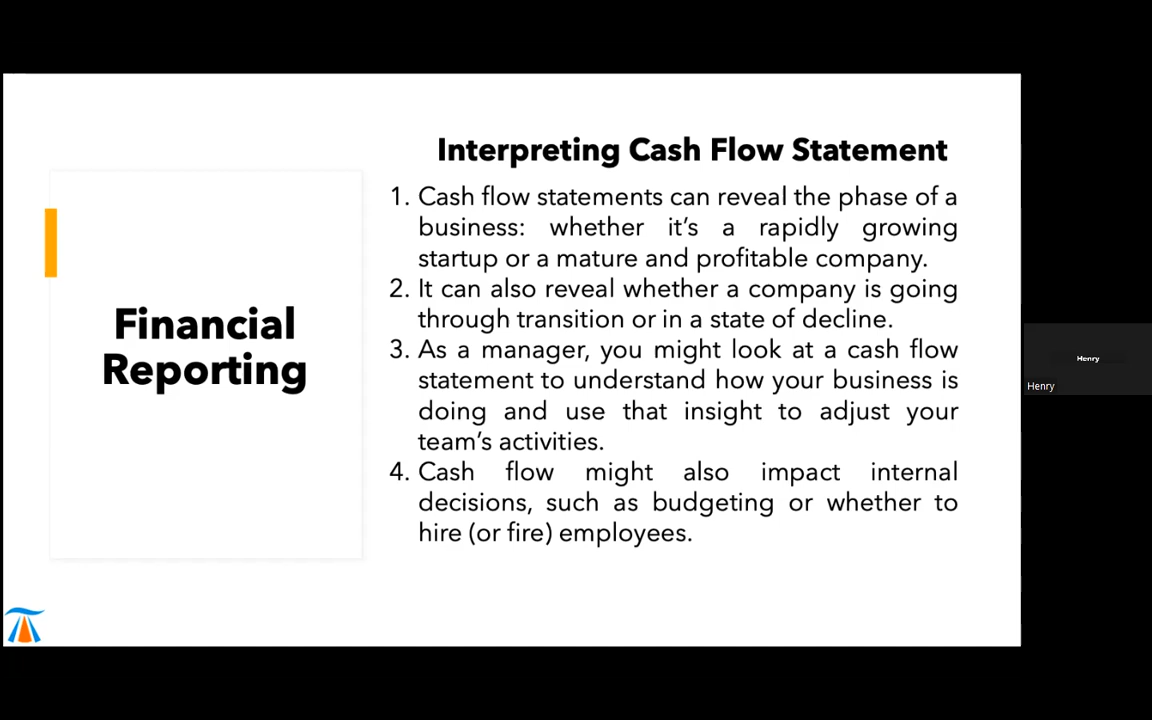 Interpreting Cash Flow Statement
Financial
Reporting
1. Cash flow statements can reveal the phase of a
business: whether it’s a rapidly growing
startup or a mature and profitable company.
2. It can also reveal whether a company is going
through transition or in a state of decline.
3. As a manager, you might look at a cash flow
statement to understand how your business is
doing and use that insight to adjust your
team’s activities.
4. Cash flow might also impact internal
decisions, such as budgeting or whether to
hire (or fire) employees.
Henry
Henry